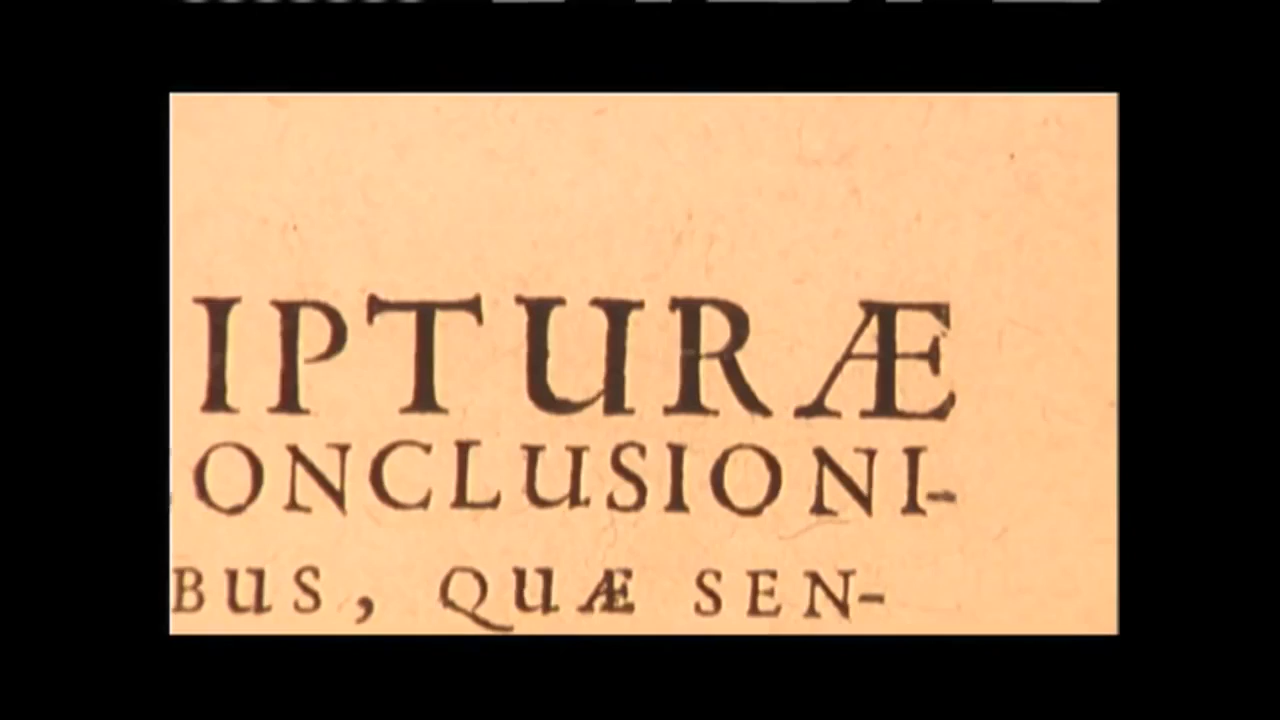 IPTURÆ
ONCLUSIONI-
BUS, QUÆ SEN-